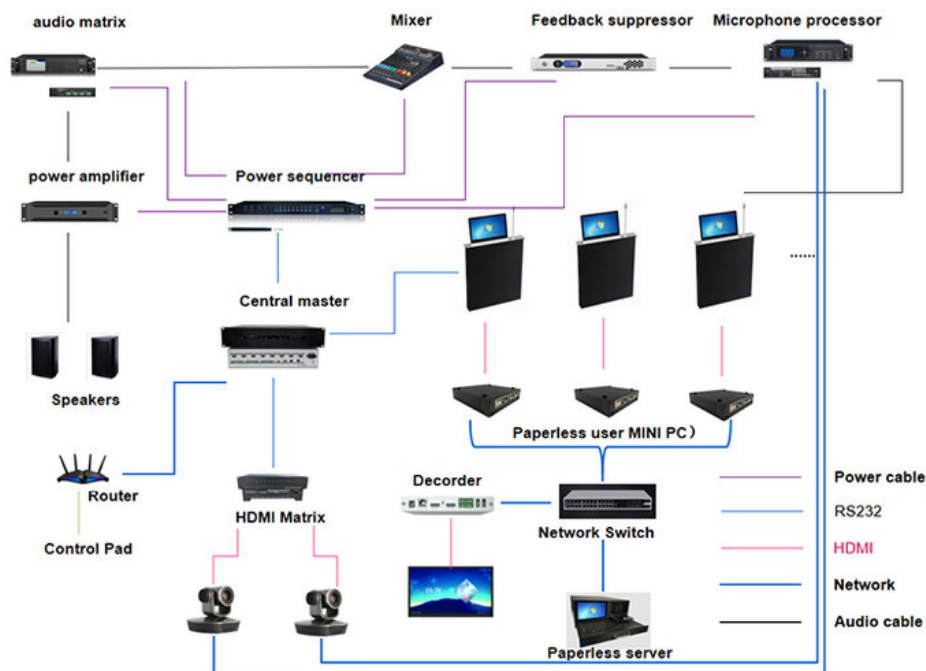 audio matrix
Mixer
Feedback suppressor
Microphone processor
power amplifier
Power sequencer
Central master
Speakers
Paperless user MINI PC）
Router
Decorder
Power cable
HDMI Matrix
Network Switch
RS232
Control Pad
HDMI
Network
Paperless server
Audio cable